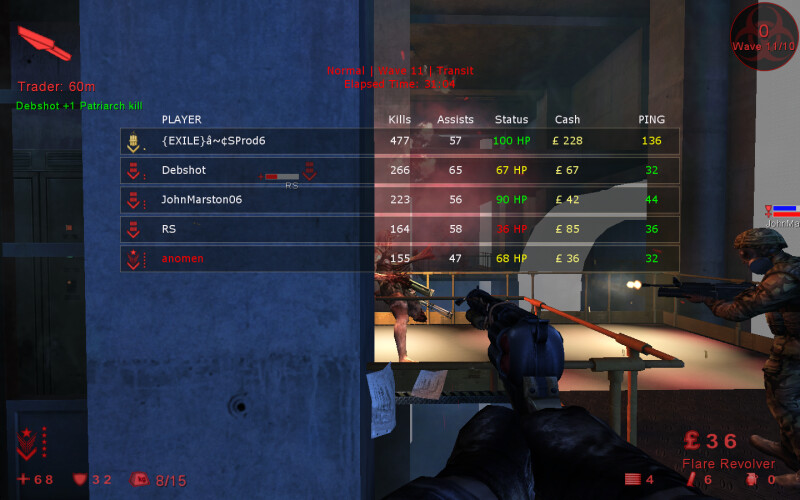 0
Wave 11/10
Trader: 60m
Debshot +1 Patriarch kill
Normal | Wave 11 | Transit
PLAYER Kills Assists Status Cash PING
{EXILE}å~¢SProd6 477 57 100 HP £ 228 136
Debshot 266 65 67 HP £ 67 32
RS
JohnMarston06 223 56 90 HP £ 42 44
RS 164 58 36 HP £ 85 36
anomen 155 47 68 HP £ 36 32
JohnMa
£ 36
Flare Revolver
68 32 8/15 4 6 0